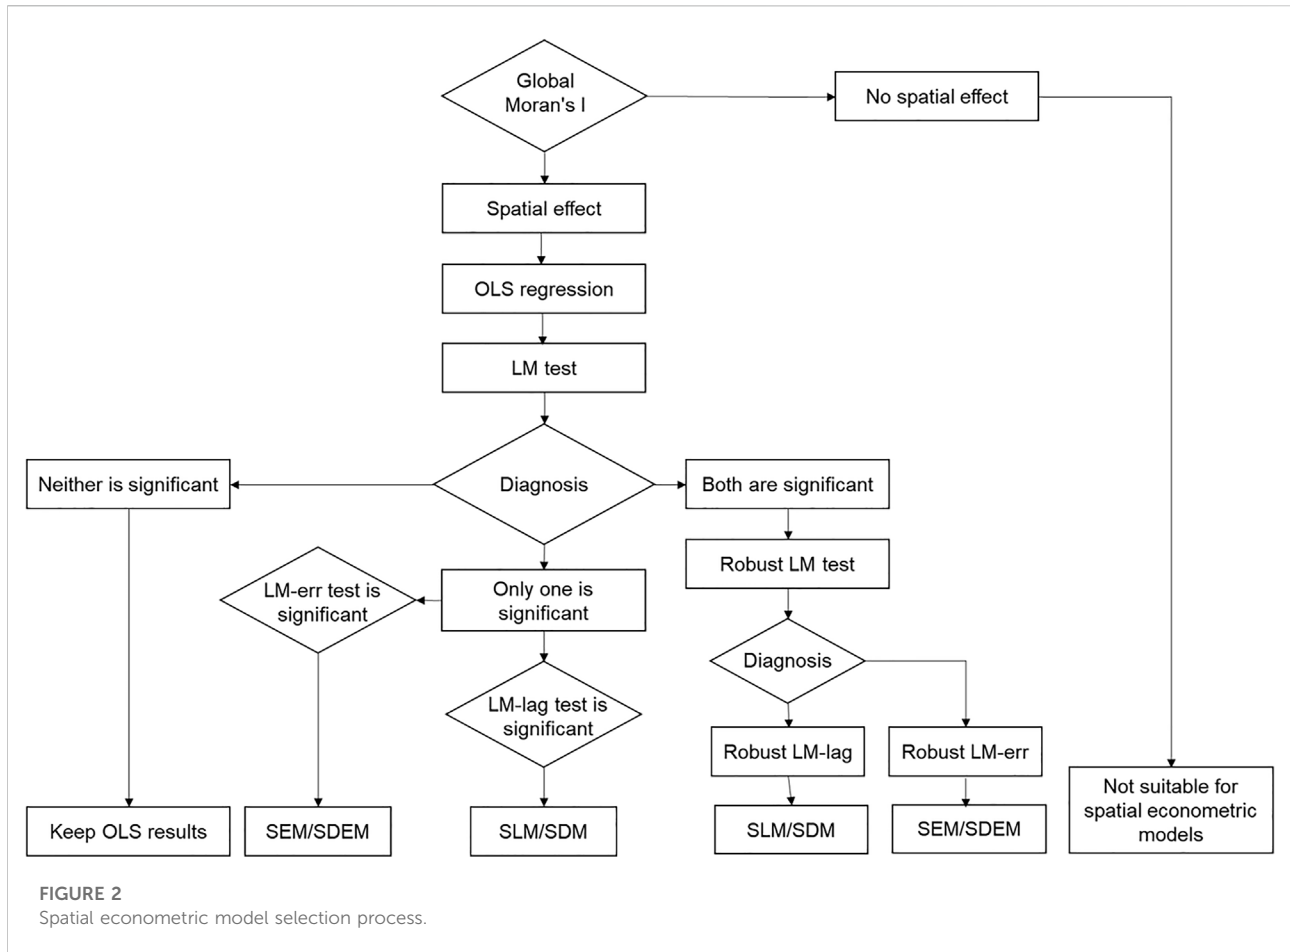 Global
Moran's I
No spatial effect
Spatial effect
OLS regression
LM test
Neither is significant
Diagnosis
Both are significant
LM-err test is
significant
Only one is
significant
Robust LM test
LM-lag test is
significant
Diagnosis
Robust LM-lag
Robust LM-err
Keep OLS results
SEM/SDEM
SLM/SDM
SLM/SDM
SEM/SDEM
Not suitable for
spatial econometric
models
FIGURE 2
Spatial econometric model selection process.